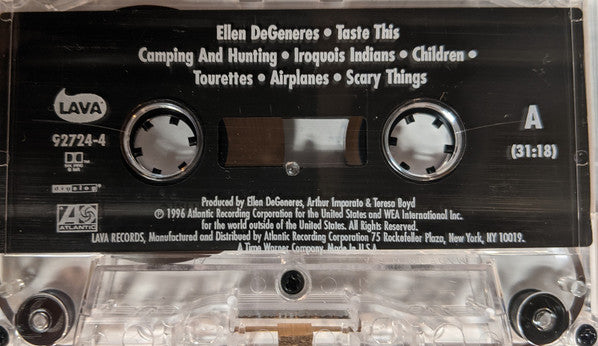 Ellen DeGeneres • Taste This
Camping And Hunting • Iroquois Indians • Children •
Tourettes • Airplanes • Scary Things
LAVA
92724-4
A
(31:18)
ATLANTIC
Produced by Ellen DeGeneres, Arthur Imparato & Teresa Boyd
℗ 1996 Atlantic Recording Corporation for the United States and WEA International Inc.
for the world outside of the United States. All Rights Reserved.
LAVA RECORDS, Manufactured and Distributed by Atlantic Recording Corporation 75 Rockefeller Plaza, New York, NY 10019.
A Time Warner Company. Made In U.S.A.